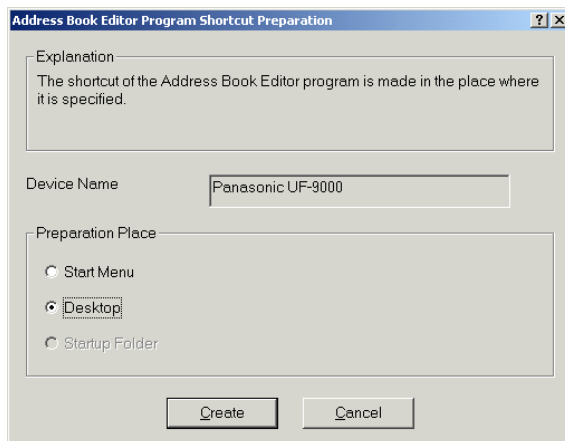 Address Book Editor Program Shortcut Preparation
Explanation
The shortcut of the Address Book Editor program is made in the place where
it is specified.
Device Name
Panasonic UF-9000
Preparation Place
Start Menu
Desktop
Startup Folder
Create
Cancel